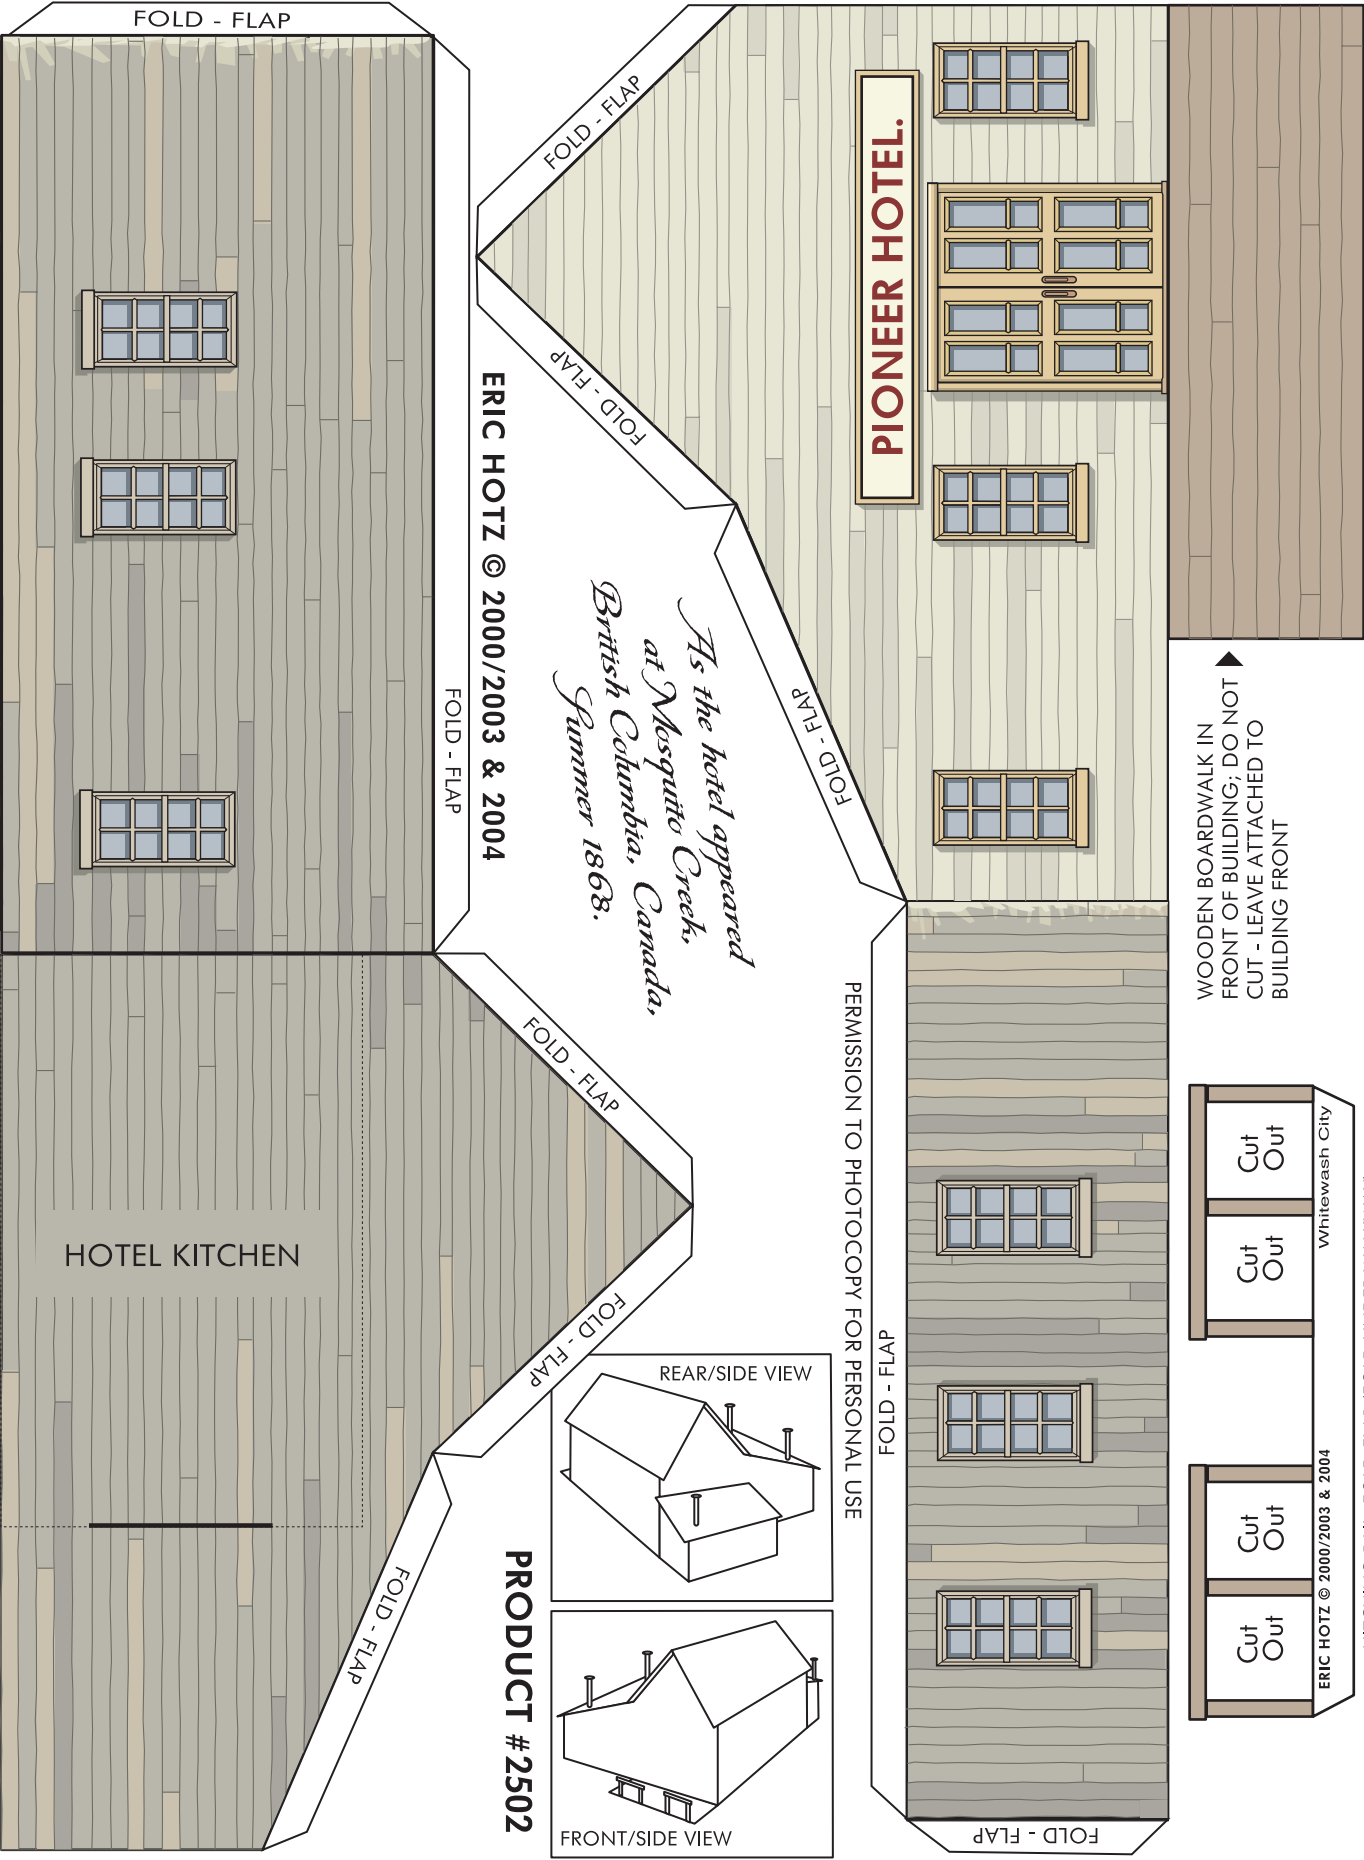 FOLD - FLAP
FOLD - FLAP
FOLD - FLAP
FOLD - FLAP
FOLD - FLAP
PIONEER HOTEL.
ERIC HOTZ © 2000/2003 & 2004
As the hotel appeared
at Mosquito Creek,
British Columbia, Canada,
Summer 1868.
WOODEN BOARDWALK IN
FRONT OF BUILDING; DO NOT
CUT - LEAVE ATTACHED TO
BUILDING FRONT
PERMISSION TO PHOTOCOPY FOR PERSONAL USE
FOLD - FLAP
FOLD - FLAP
FOLD - FLAP
FOLD - FLAP
FOLD - FLAP
HOTEL KITCHEN
Whitewash City
ERIC HOTZ © 2000/2003 & 2004
Cut
Out
Cut
Out
Cut
Out
Cut
Out
REAR/SIDE VIEW
FRONT/SIDE VIEW
PRODUCT #2502